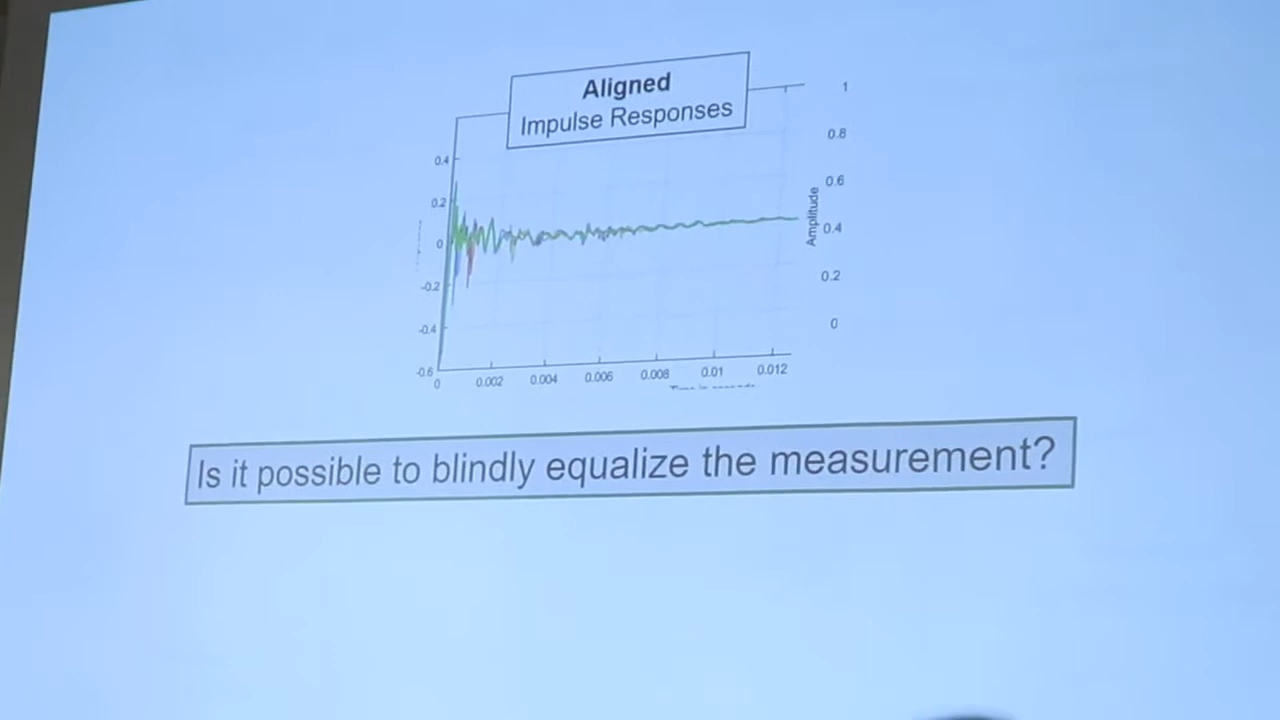 Aligned
Impulse Responses
0.4
0.2
0
-0.2
-0.4
-0.6
0 0.002 0.004 0.006 0.008 0.01 0.012
1
0.8
0.6
0.4
0.2
0
Amplitude
Is it possible to blindly equalize the measurement?